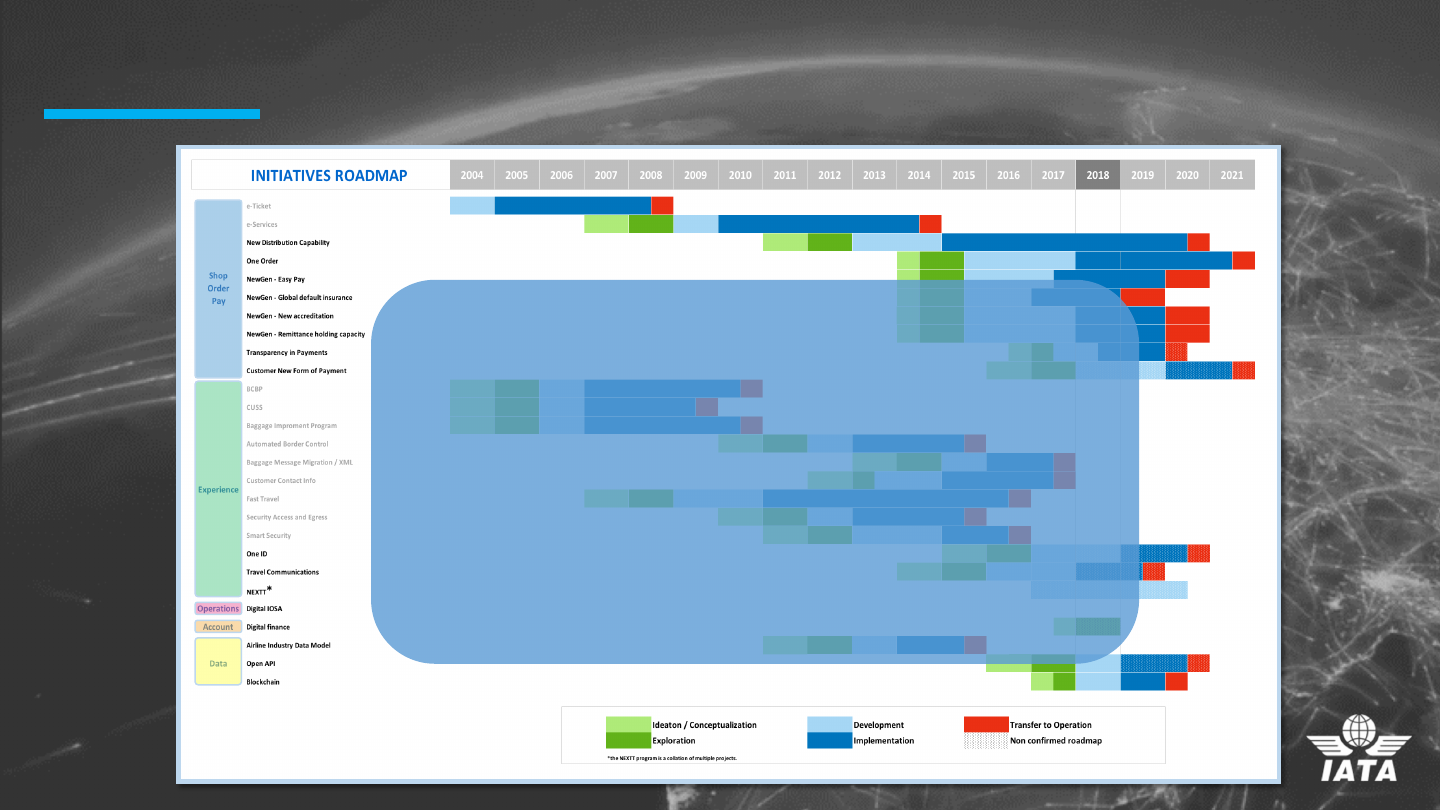 INITIATIVES ROADMAP 2004 2005 2006 2007 2008 2009 2010 2011 2012 2013 2014 2015 2016 2017 2018 2019 2020 2021
Shop
Order
Pay
e-Ticket
e-Services
New Distribution Capability
One Order
NewGen - Easy Pay
NewGen - Global default insurance
NewGen - New accreditation
NewGen - Remittance holding capacity
Transparency in Payments
Customer New Form of Payment
Experience
BCBP
CUSS
Baggage Improment Program
Automated Border Control
Baggage Message Migration / XML
Customer Contact Info
Fast Travel
Security Access and Egress
Smart Security
One ID
Travel Communications
NEXTT*
Operations Digital IOSA
Account Digital finance
Data
Airline Industry Data Model
Open API
Blockchain
Ideaton / Conceptualization Development Transfer to Operation
Exploration Implementation Non confirmed roadmap
*the NEXTT program is a collation of multiple projects.
IATA